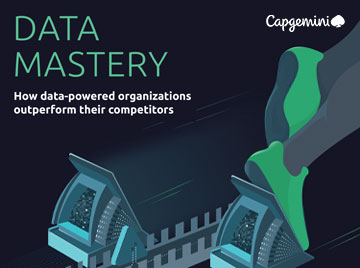 DATA
MASTERY
Capgemini
How data-powered organizations
outperform their competitors